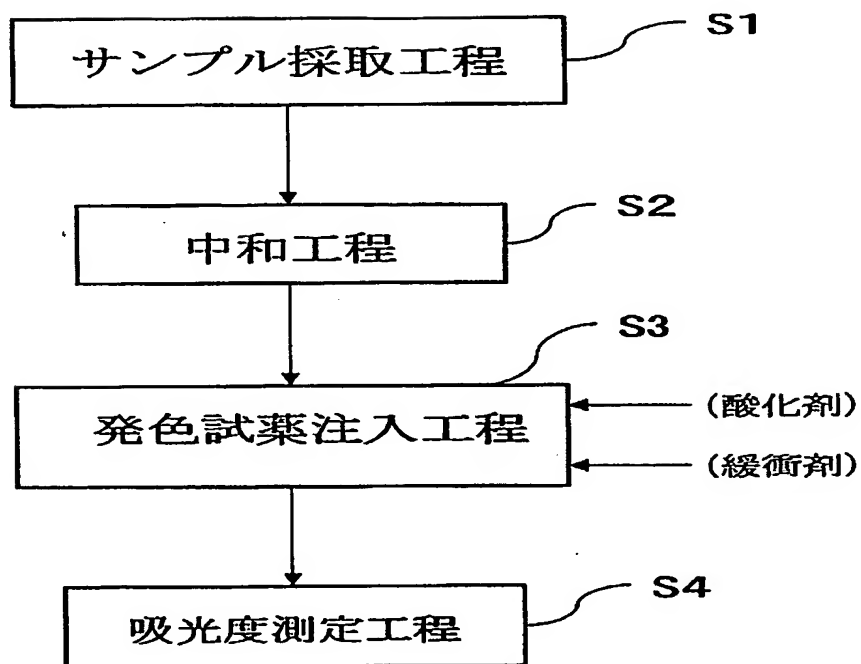 S1
サンプル採取工程
S2
中和工程
S3
発色試薬注入工程
(酸化剤)
(緩衝剤)
S4
吸光度測定工程